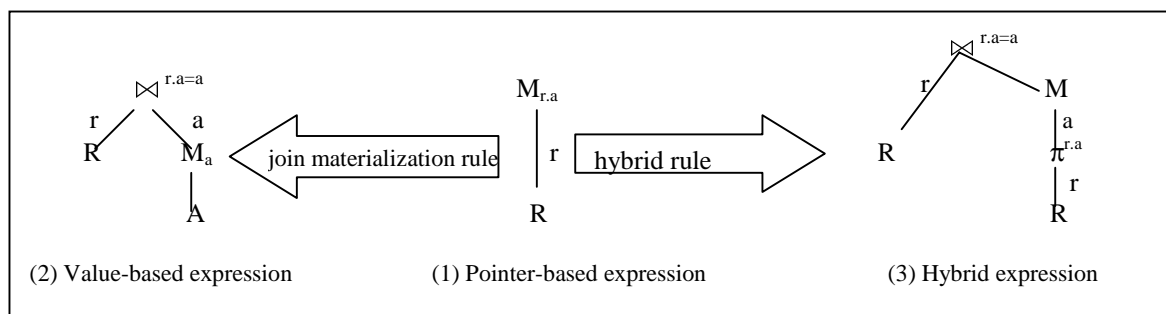 ⋈ r.a=a
r a
R M_a
A
(2) Value-based expression
join materialization rule
M_r.a
r
R
(1) Pointer-based expression
hybrid rule
⋈ r.a=a
r
R
M
a
π r.a
r
R
(3) Hybrid expression